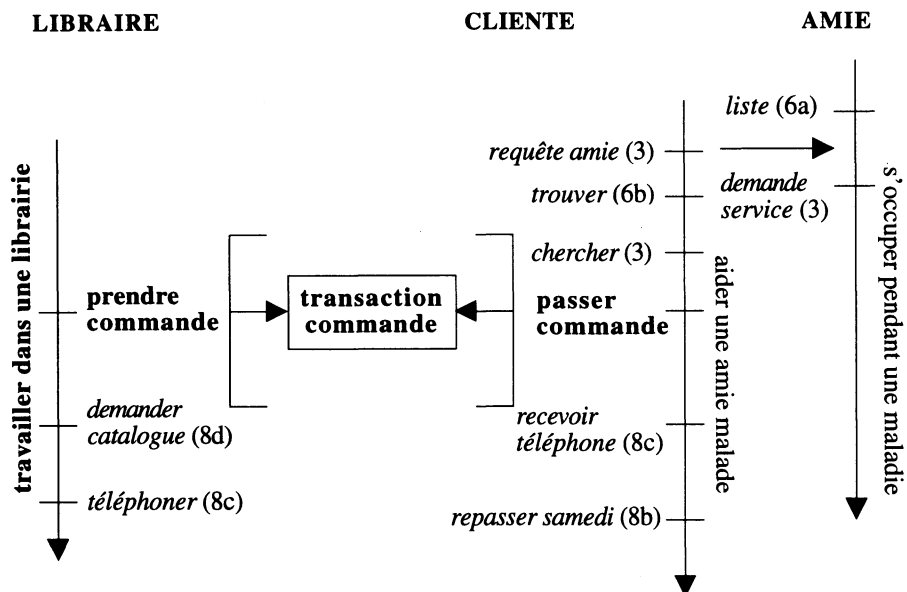 LIBRAIRE
CLIENTE
AMIE
liste (6a)
requête amie (3)
trouver (6b)
demande
service (3)
chercher (3)
prendre
commande
transaction
commande
passer
commande
demander
catalogue (8d)
recevoir
téléphone (8c)
téléphoner (8c)
repasser samedi (8b)
travailler dans une librairie
aider une amie malade
s'occuper pendant une maladie